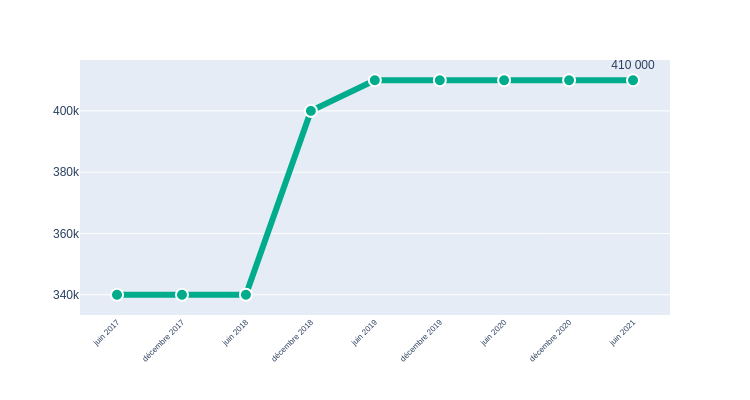 410 000
400k
380k
360k
340k
juin 2017
décembre 2017
juin 2018
décembre 2018
juin 2019
décembre 2019
juin 2020
décembre 2020
juin 2021